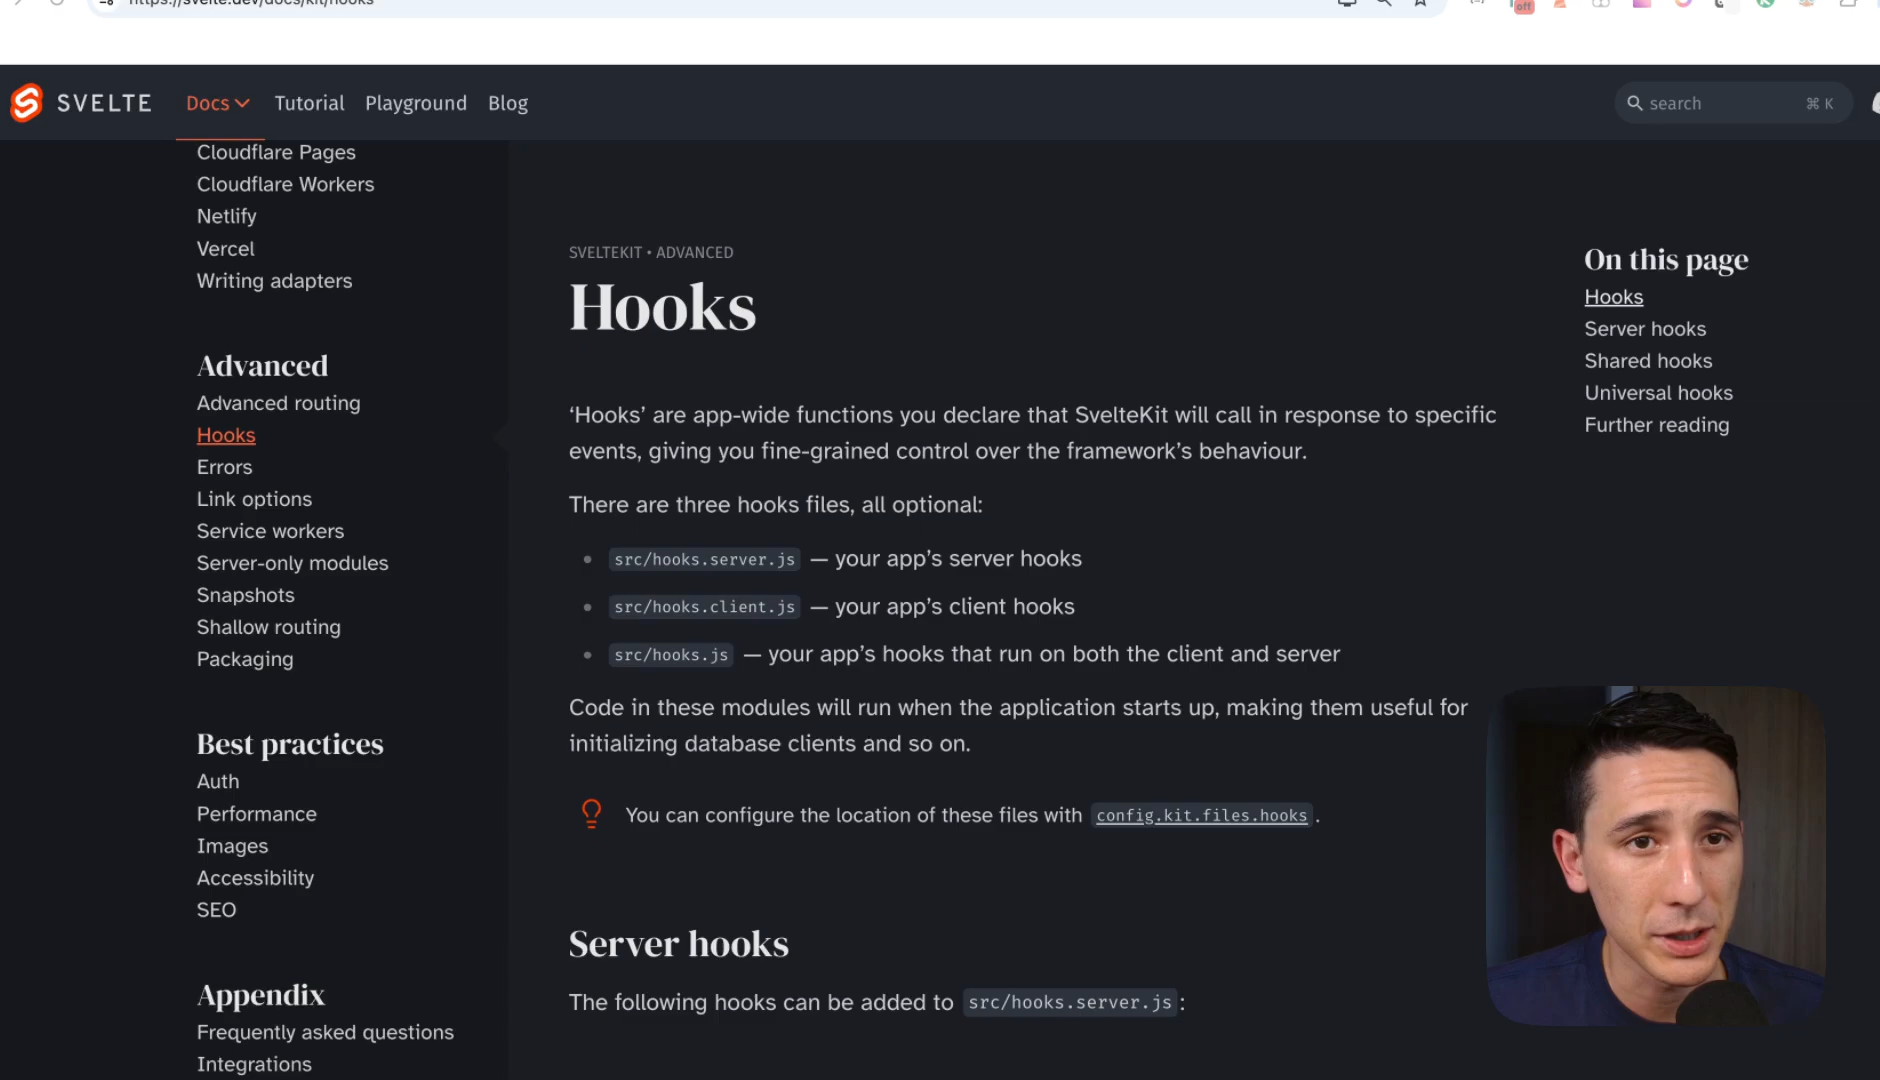 https://svelte.dev/docs/kit/hooks
off
SVELTE
Docs
Tutorial
Playground
Blog
search
⌘ K
Cloudflare Pages
Cloudflare Workers
Netlify
Vercel
Writing adapters
Advanced
Advanced routing
Hooks
Errors
Link options
Service workers
Server-only modules
Snapshots
Shallow routing
Packaging
Best practices
Auth
Performance
Images
Accessibility
SEO
Appendix
Frequently asked questions
Integrations
SVELTEKIT • ADVANCED
Hooks
‘Hooks’ are app-wide functions you declare that SvelteKit will call in response to specific
events, giving you fine-grained control over the framework’s behaviour.
There are three hooks files, all optional:
• src/hooks.server.js — your app’s server hooks
• src/hooks.client.js — your app’s client hooks
• src/hooks.js — your app’s hooks that run on both the client and server
Code in these modules will run when the application starts up, making them useful for
initializing database clients and so on.
You can configure the location of these files with config.kit.files.hooks.
Server hooks
The following hooks can be added to src/hooks.server.js:
On this page
Hooks
Server hooks
Shared hooks
Universal hooks
Further reading